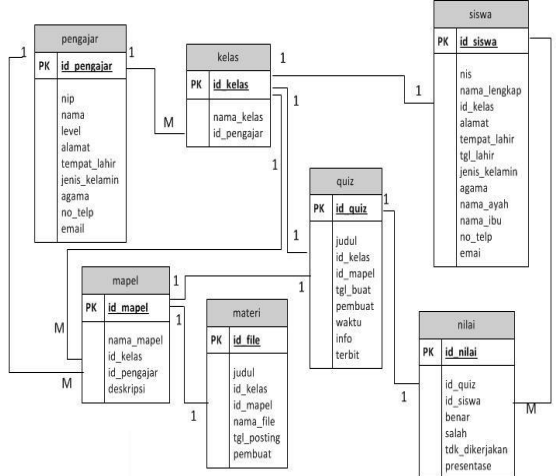 pengajar
PK id_pengajar
nip
nama
level
alamat
tempat_lahir
jenis_kelamin
agama
no_telp
email
1
1
M
kelas
PK id_kelas
nama_kelas
id_pengajar
1
1
1
siswa
PK id_siswa
nis
nama_lengkap
id_kelas
alamat
tempat_lahir
tgl_lahir
jenis_kelamin
agama
nama_ayah
nama_ibu
no_telp
emai
1
quiz
PK id_quiz
judul
id_kelas
id_mapel
tgl_buat
pembuat
waktu
info
terbit
1
1
1
mapel
PK id_mapel
nama_mapel
id_kelas
id_pengajar
deskripsi
1
1
M
M
materi
PK id_file
judul
id_kelas
id_mapel
nama_file
tgl_posting
pembuat
1
nilai
PK id_nilai
id_quiz
id_siswa
benar
salah
tdk_dikerjakan
presentase
1
M